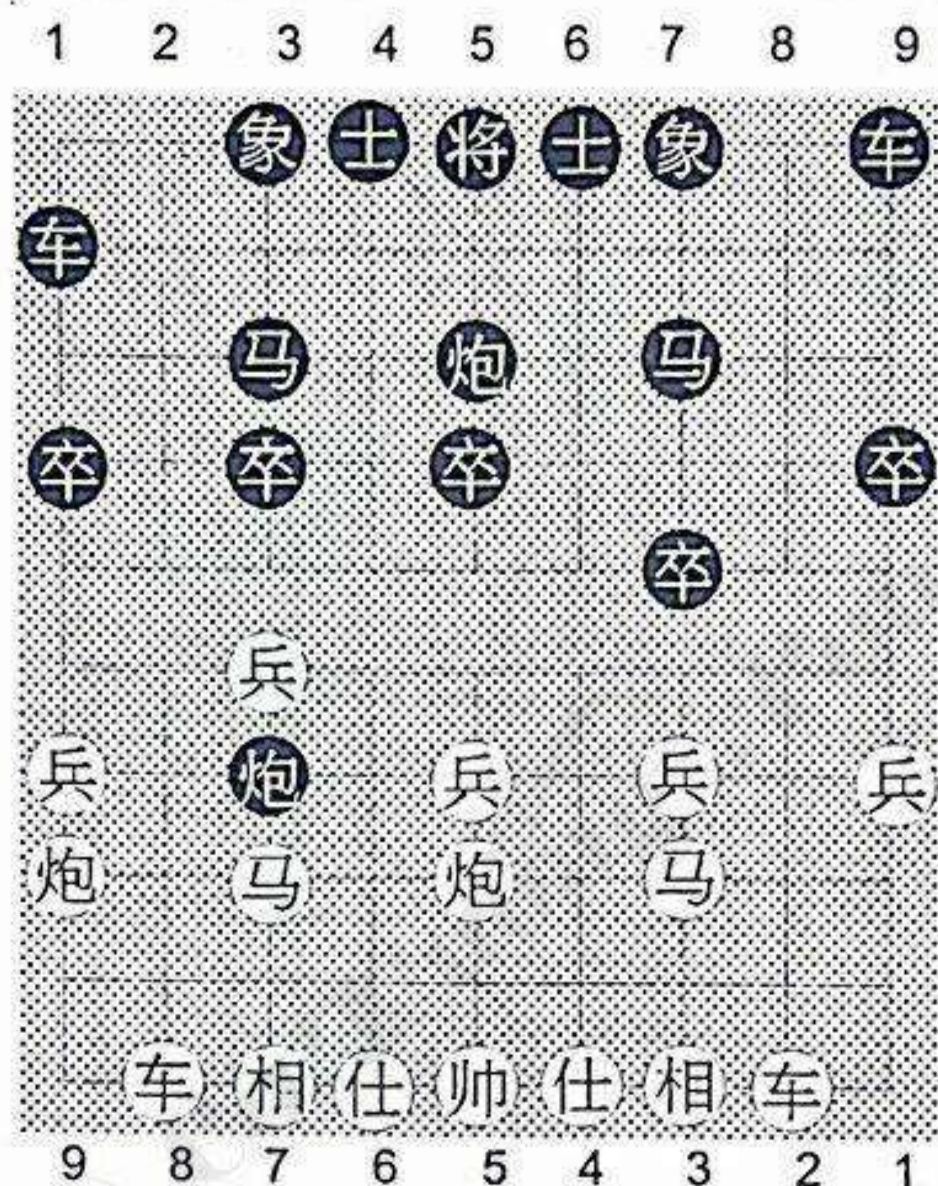 1 2 3 4 5 6 7 8 9
象 士 将 士 象 车
车
马 炮 马
卒 卒 卒 卒
卒
兵
兵 炮 兵 兵 兵
炮 马 炮 马
车 相 仕 帅 仕 相 车
9 8 7 6 5 4 3 2 1